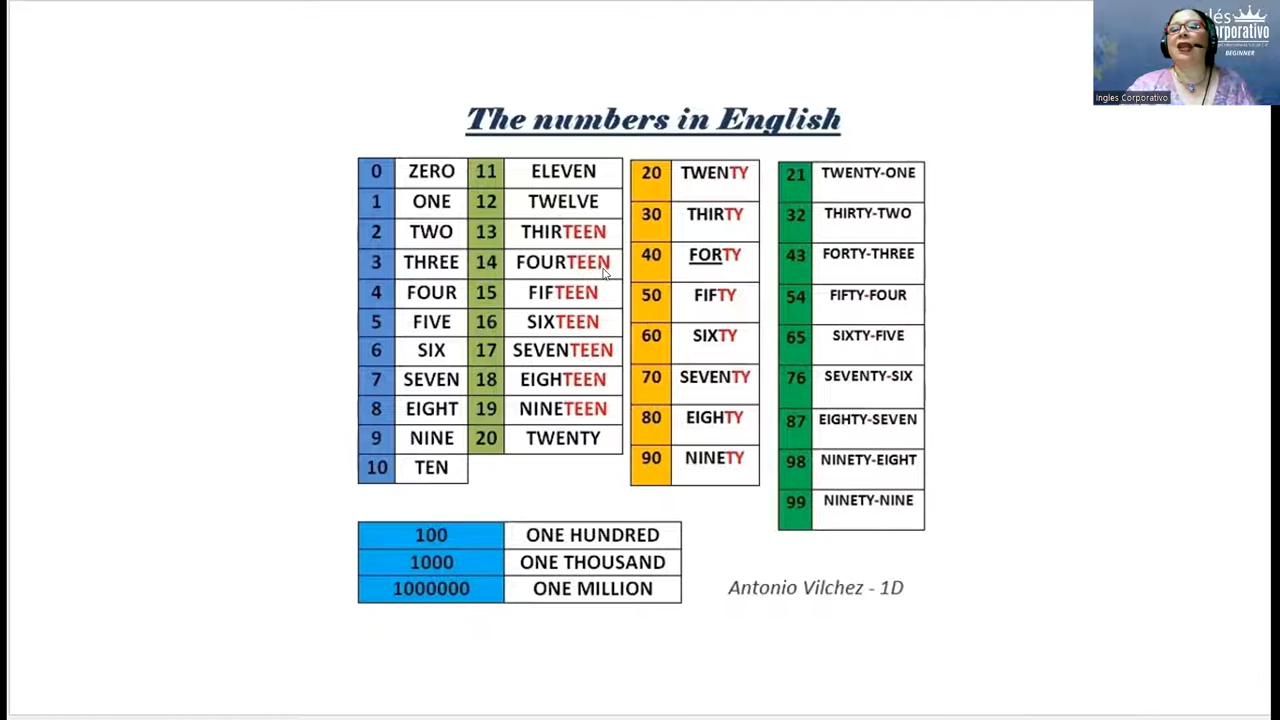 The numbers in English
0 ZERO 11 ELEVEN
1 ONE 12 TWELVE
2 TWO 13 THIRTEEN
3 THREE 14 FOURTEEN
4 FOUR 15 FIFTEEN
5 FIVE 16 SIXTEEN
6 SIX 17 SEVENTEEN
7 SEVEN 18 EIGHTEEN
8 EIGHT 19 NINETEEN
9 NINE 20 TWENTY
10 TEN
20 TWENTY
30 THIRTY
40 FORTY
50 FIFTY
60 SIXTY
70 SEVENTY
80 EIGHTY
90 NINETY
21 TWENTY-ONE
32 THIRTY-TWO
43 FORTY-THREE
54 FIFTY-FOUR
65 SIXTY-FIVE
76 SEVENTY-SIX
87 EIGHTY-SEVEN
98 NINETY-EIGHT
99 NINETY-NINE
100 ONE HUNDRED
1000 ONE THOUSAND
1000000 ONE MILLION
Antonio Vilchez - 1D
BEGINNER
Ingles Corporativo